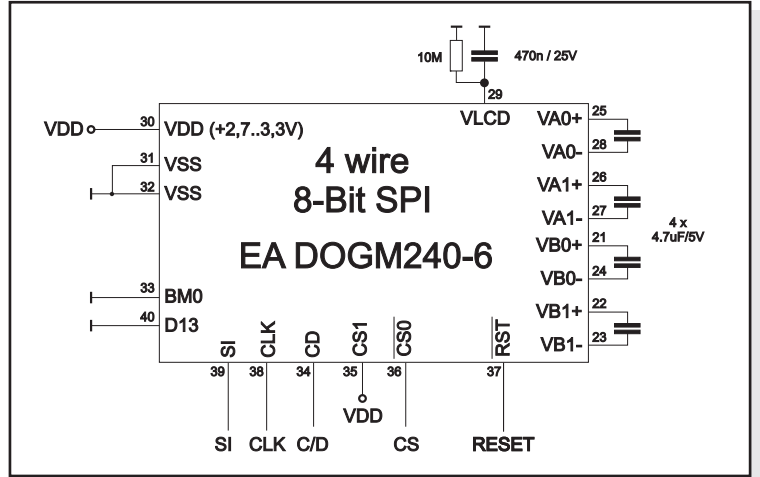 10M
470n / 25V
29
VLCD
VDD
30
VDD (+2,7..3,3V)
31
VSS
32
VSS
4 wire
8-Bit SPI
EA DOGM240-6
VA0+
25
VA0-
28
VA1+
26
VA1-
27
VB0+
21
VB0-
24
VB1+
22
VB1-
23
4 x
4.7uF/5V
33
BM0
40
D13
SI
CLK
CD
CS1
CS0
RST
39
38
34
35
36
37
VDD
SI
CLK
C/D
CS
RESET